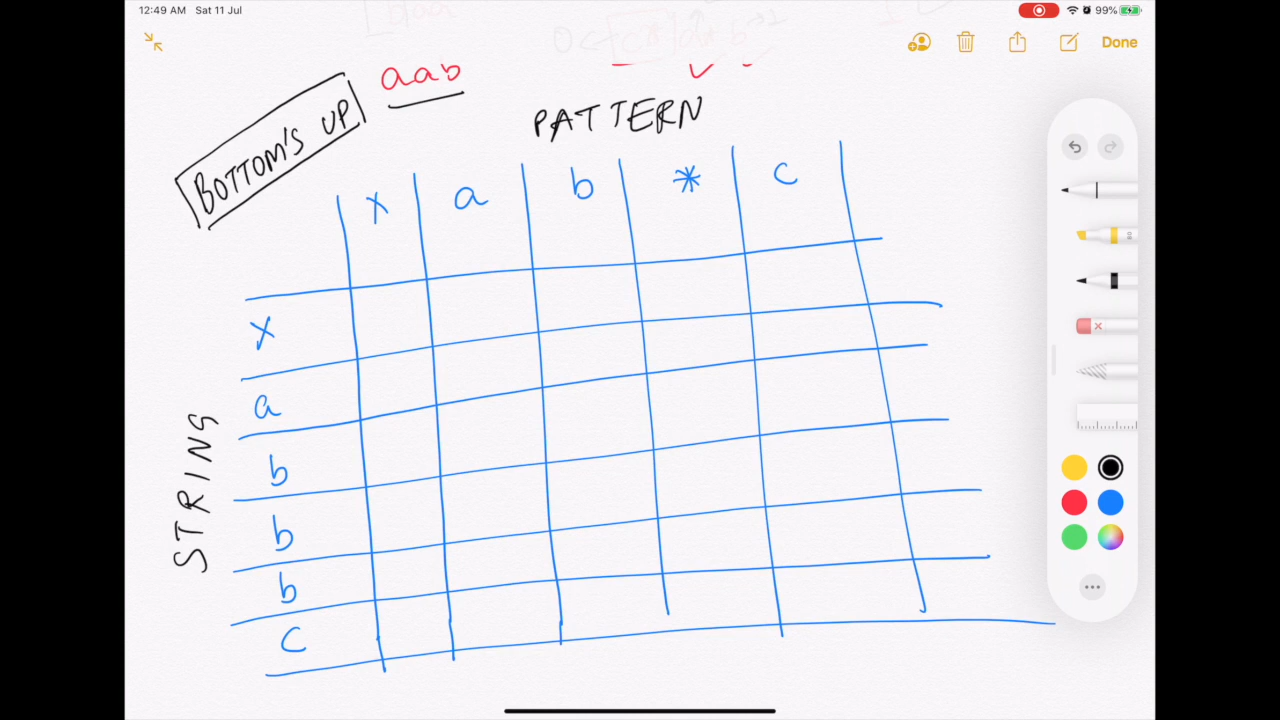 12:49 AM Sat 11 Jul
99%
Done
aab
BOTTOM'S UP
PATTERN
x a b * c
STRING
x
a
b
b
b
c